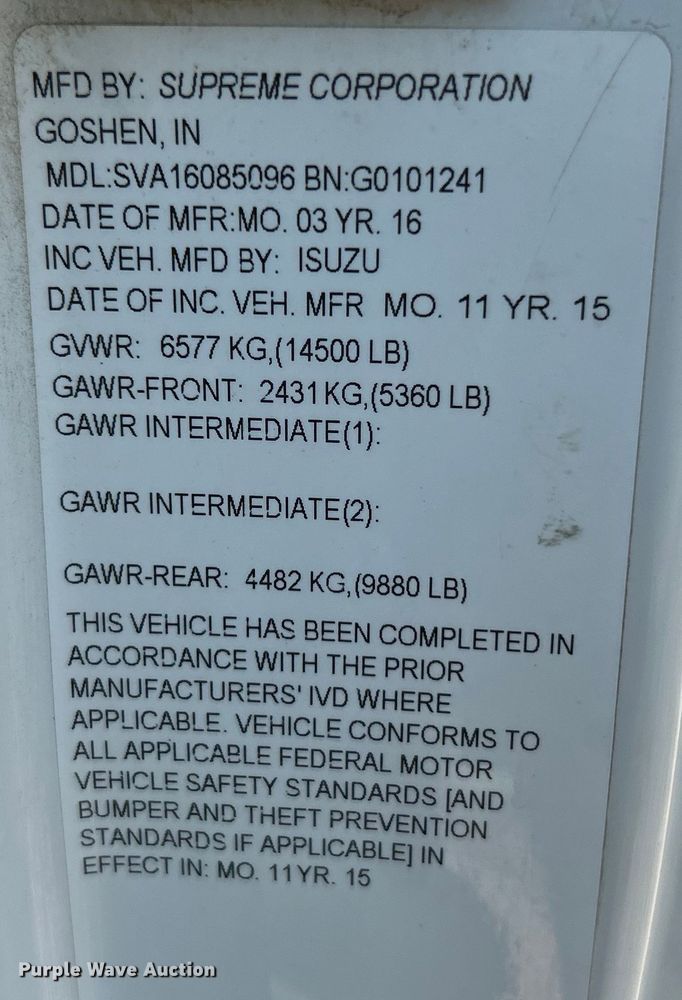 MFD BY: SUPREME CORPORATION
GOSHEN, IN
MDL:SVA16085096 BN:G0101241
DATE OF MFR:MO. 03 YR. 16
INC VEH. MFD BY: ISUZU
DATE OF INC. VEH. MFR MO. 11 YR. 15
GVWR: 6577 KG,(14500 LB)
GAWR-FRONT: 2431 KG,(5360 LB)
GAWR INTERMEDIATE(1):
GAWR INTERMEDIATE(2):
GAWR-REAR: 4482 KG,(9880 LB)
THIS VEHICLE HAS BEEN COMPLETED IN
ACCORDANCE WITH THE PRIOR
MANUFACTURERS' IVD WHERE
APPLICABLE. VEHICLE CONFORMS TO
ALL APPLICABLE FEDERAL MOTOR
VEHICLE SAFETY STANDARDS [AND
BUMPER AND THEFT PREVENTION
STANDARDS IF APPLICABLE] IN
EFFECT IN: MO. 11 YR. 15
Purple Wave Auction